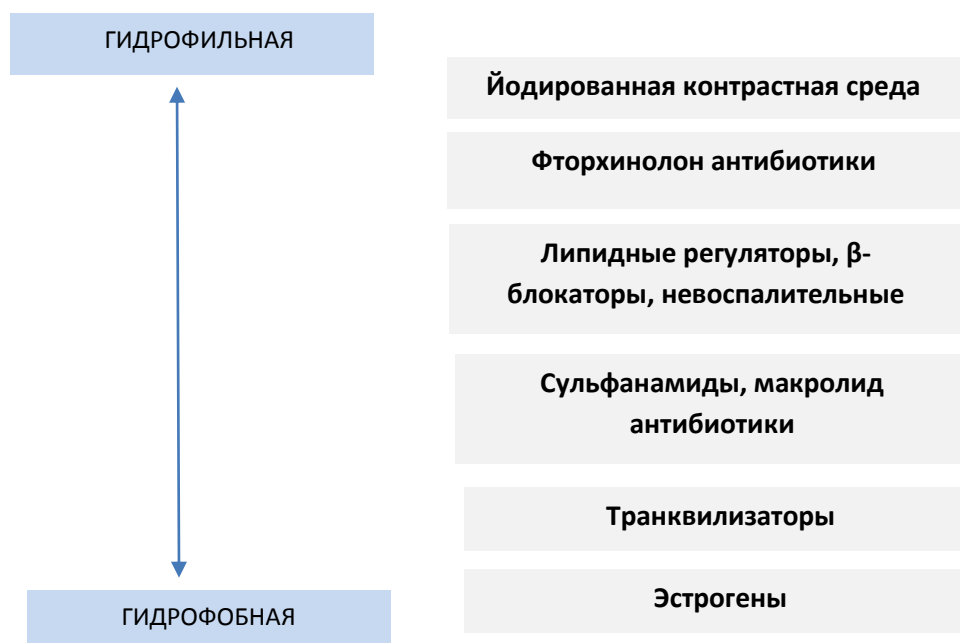 ГИДРОФИЛЬНАЯ
Йодированная контрастная среда
Фторхинолон антибиотики
Липидные регуляторы, β-
блокаторы, невоспалительные
Сульфанамиды, макролид
антибиотики
Транквилизаторы
Эстрогены
ГИДРОФОБНАЯ